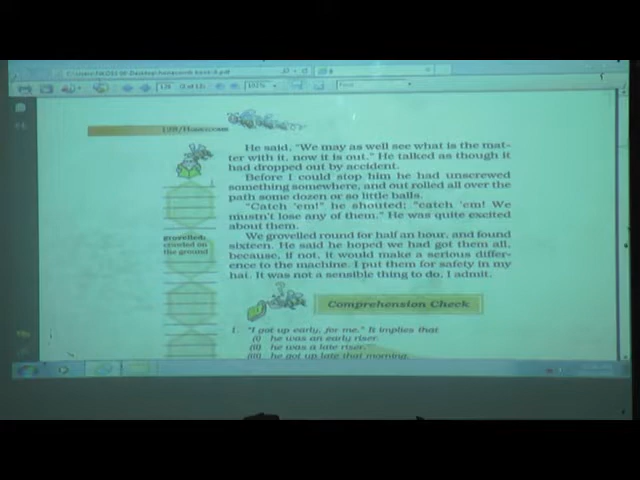 128/Honeycomb
He said, "We may as well see what is the mat-
ter with it, now it is out." He talked as though it
had dropped out by accident.
Before I could stop him he had unscrewed
something somewhere, and out rolled all over the
path some dozen or so little balls.
"Catch 'em!" he shouted; "catch 'em! We
mustn't lose any of them." He was quite excited
about them.
grovelled:
crawled on
the ground
We grovelled round for half an hour, and found
sixteen. He said he hoped we had got them all,
because, if not, it would make a serious differ-
ence to the machine. I put them for safety in my
hat. It was not a sensible thing to do, I admit.
Comprehension Check
1. "I got up early, for me." It implies that
(i) he was an early riser.
(ii) he was a late riser.
(iii) he got up late that morning.